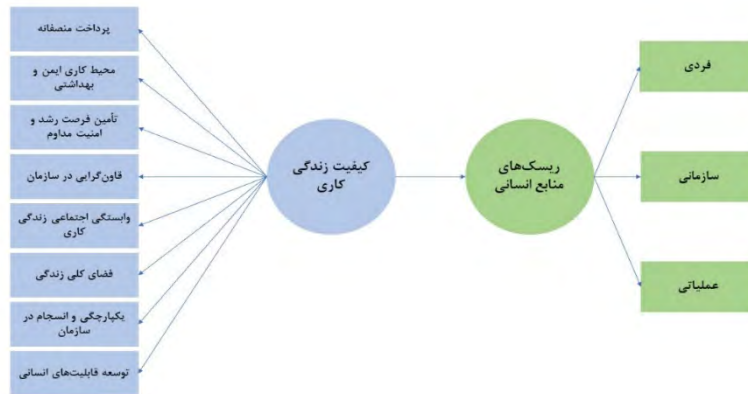 پرداخت منصفانه
محیط کاری ایمن و
بهداشتی
تأمین فرصت رشد و
امنیت مداوم
قانون‌گرایی در سازمان
وابستگی اجتماعی زندگی
کاری
فضای کلی زندگی
یکپارچگی و انسجام در
سازمان
توسعه قابلیت‌های انسانی
کیفیت زندگی
کاری
ریسک‌های
منابع انسانی
فردی
سازمانی
عملیاتی